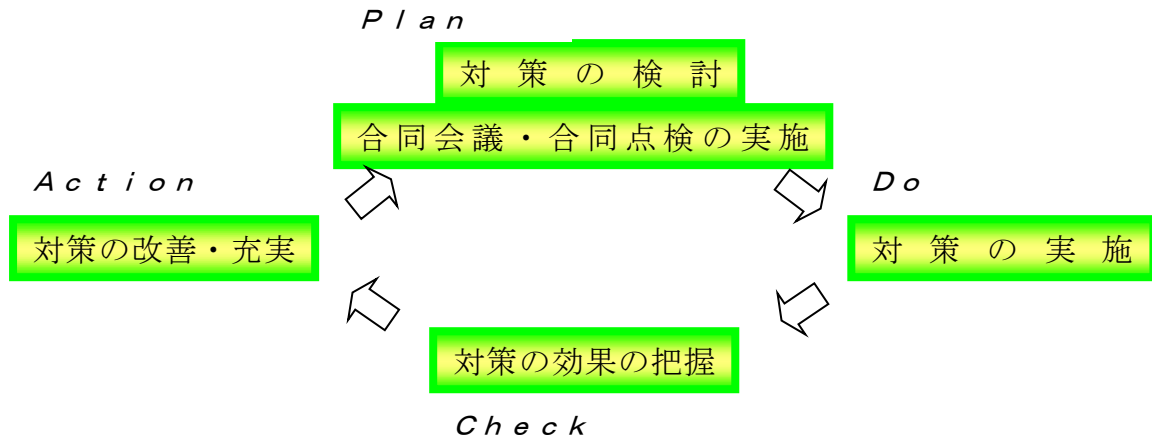 Plan
対策の検討
合同会議・合同点検の実施
Action
Do
対策の改善・充実
対策の実施
対策の効果の把握
Check